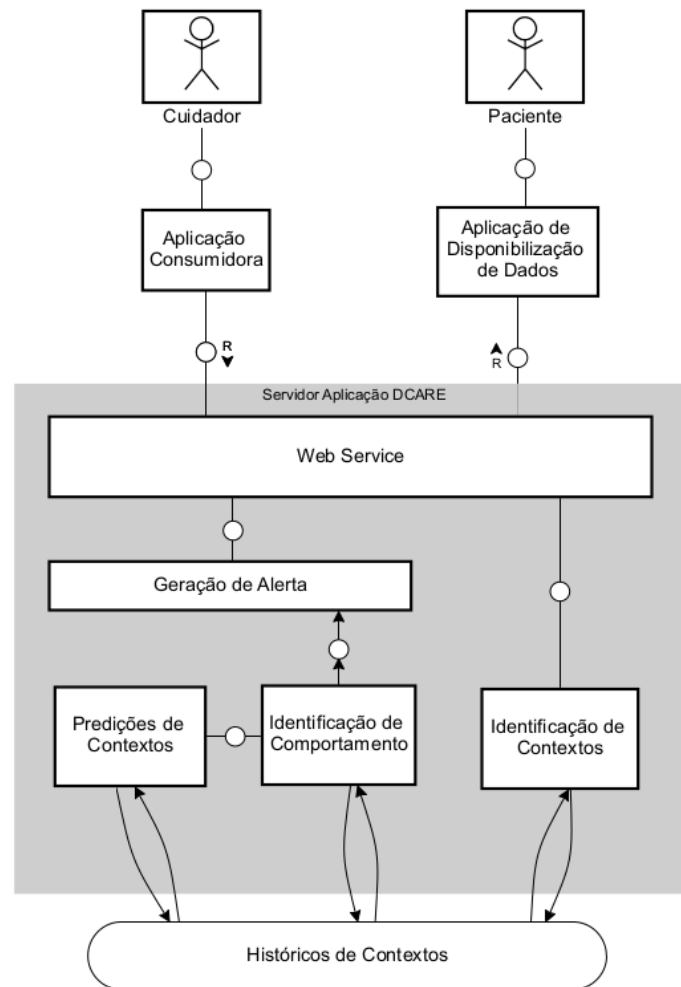 Cuidador
Paciente
Aplicação
Consumidora
Aplicação de
Disponibilização
de Dados
R
R
Servidor Aplicação DCARE
Web Service
Geração de Alerta
Predições de
Contextos
Identificação de
Comportamento
Identificação de
Contextos
Históricos de Contextos